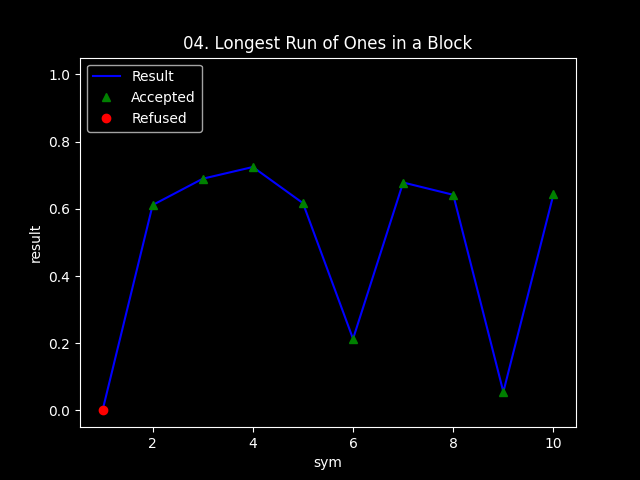 04. Longest Run of Ones in a Block
Result
Accepted
Refused
1.0
0.8
0.6
0.4
0.2
0.0
result
2 4 6 8 10
sym